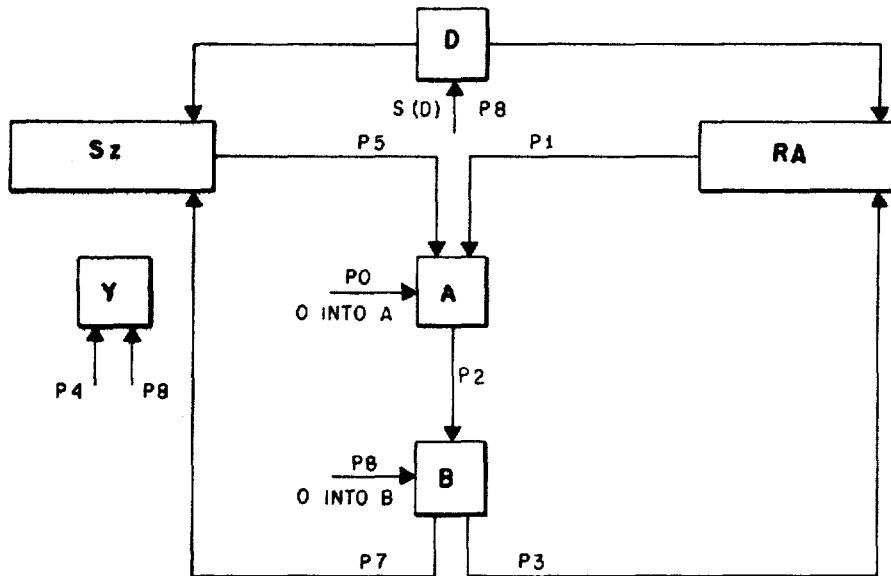 D
S(D) P8
Sz
P5
P1
RA
Y
P0
0 INTO A
A
P4 P8
P2
P8
0 INTO B
B
P7
P3